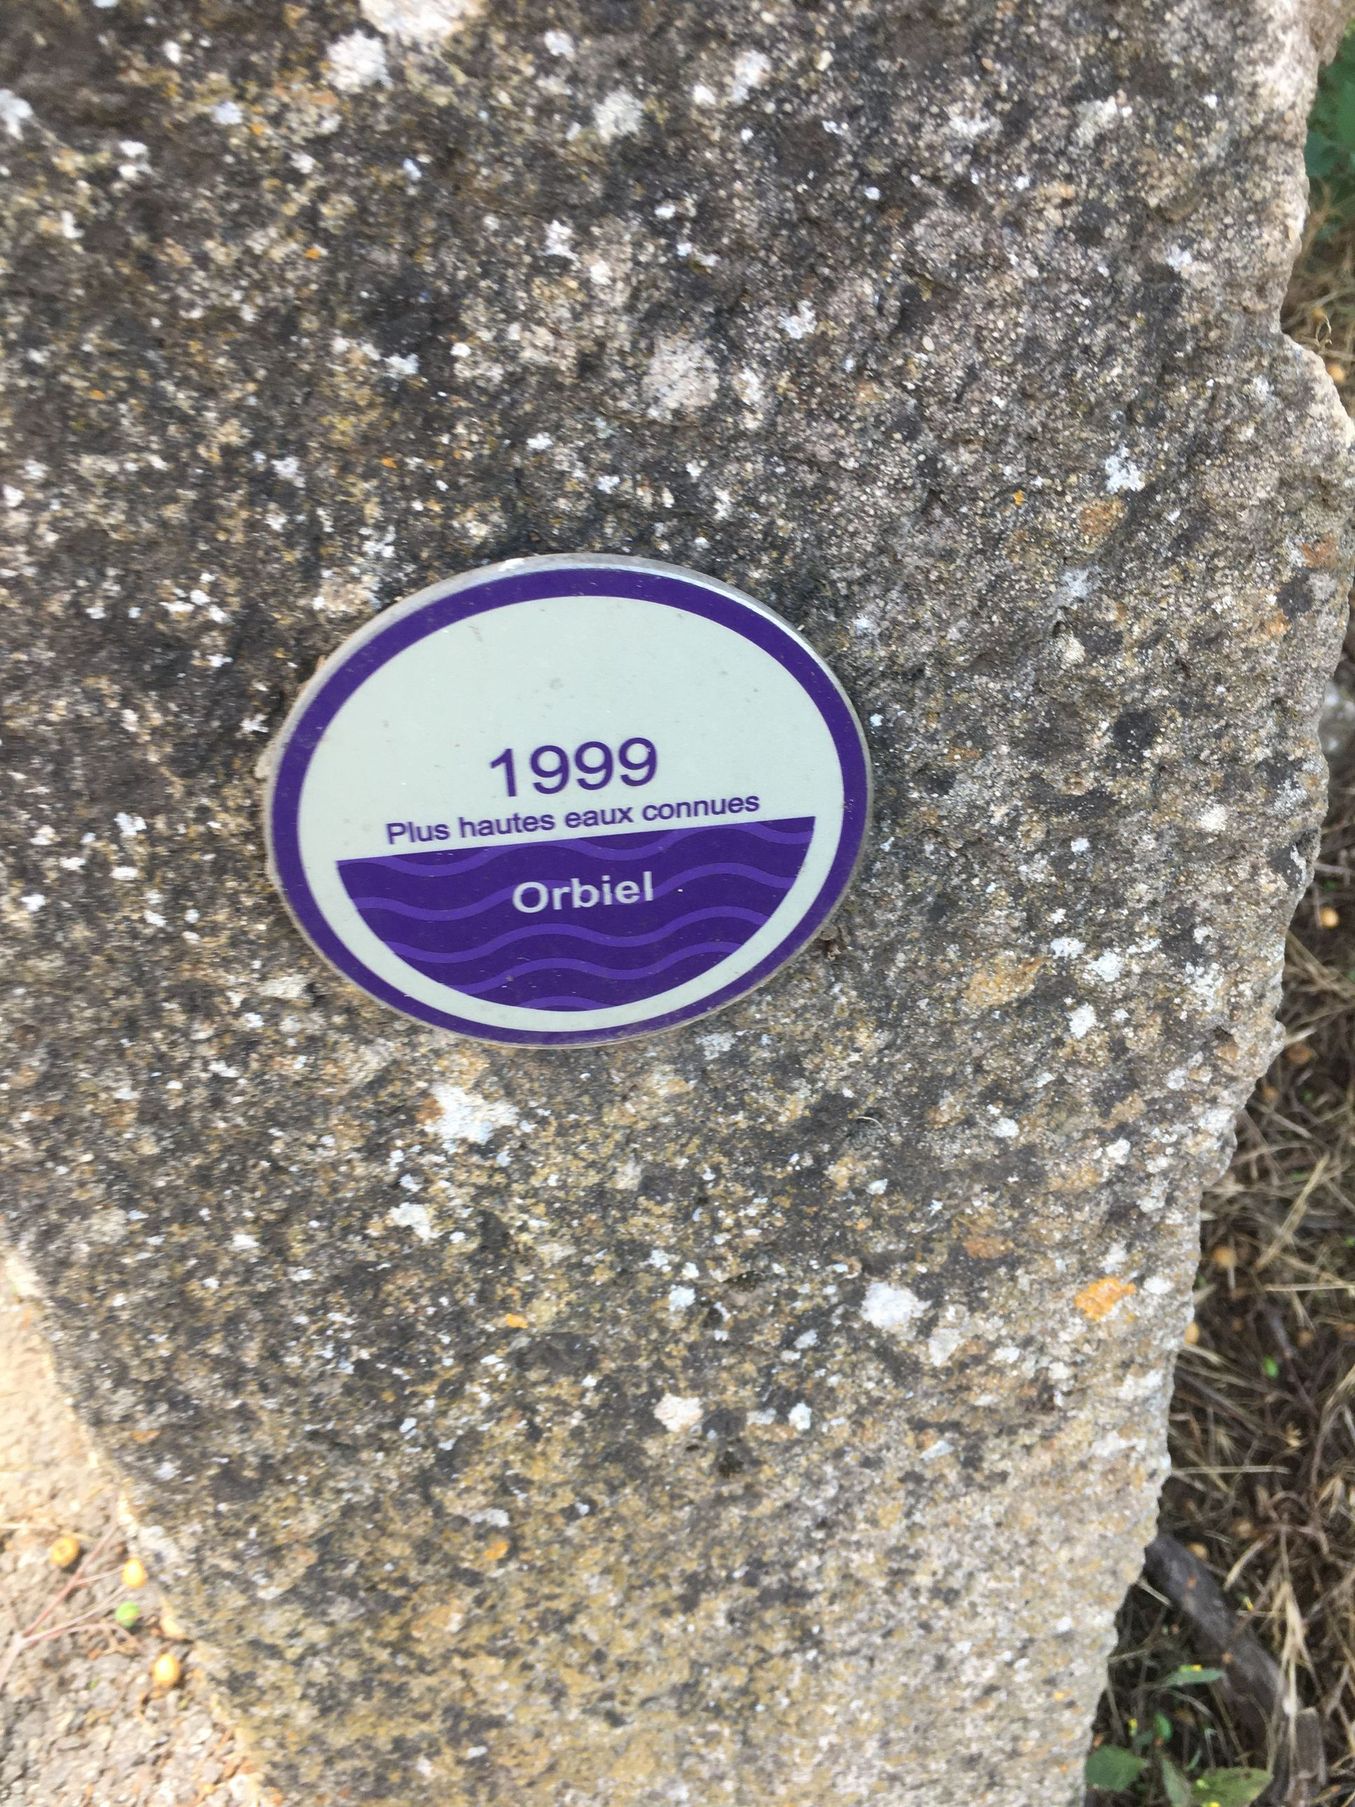 1999
Plus hautes eaux connues
Orbiel